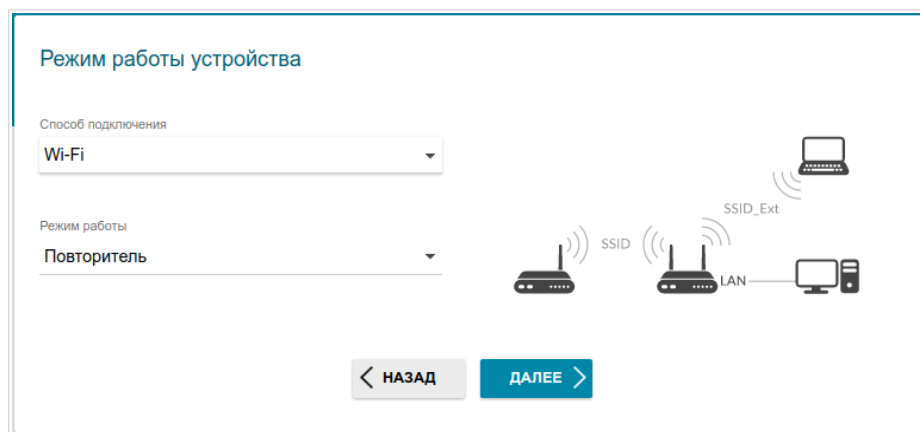 Режим работы устройства
Способ подключения
Wi-Fi
Режим работы
Повторитель
SSID
SSID_Ext
LAN
НАЗАД
ДАЛЕЕ